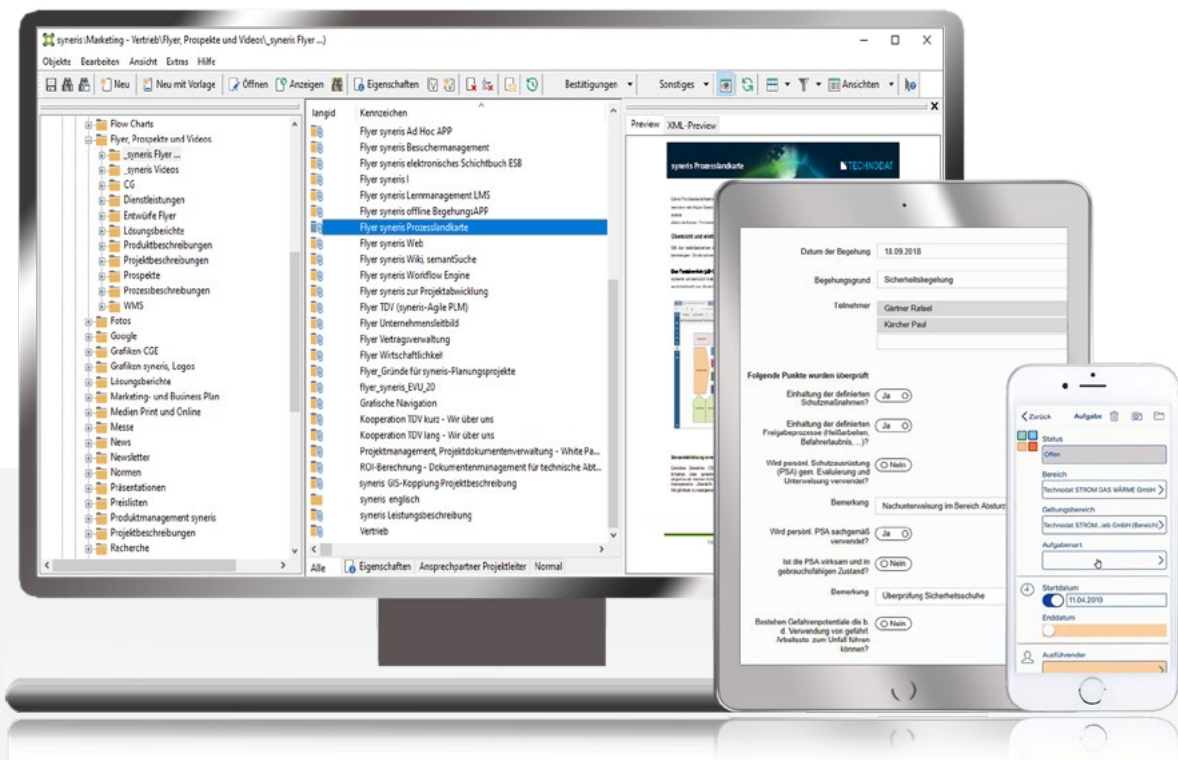 syneris \Marketing - Vertrieb\Flyer, Prospekte und Videos\_syneris Flyer ...)
Objekte Bearbeiten Ansicht Extras Hilfe
Neu Neu mit Vorlage Öffnen Anzeigen Eigenschaften Bestätigungen Sonstiges Ansichten
Flow Charts
Flyer, Prospekte und Videos
_syneris Flyer ...
_syneris Videos
CG
Dienstleistungen
Entwürfe Flyer
Lösungsberichte
Produktbeschreibungen
Projektbeschreibungen
Prospekte
Prozessbeschreibungen
WMS
Fotos
Google
Grafiken CGE
Grafiken syneris, Logos
Lösungsberichte
Marketing- und Business Plan
Medien Print und Online
Messe
News
Newsletter
Normen
Präsentationen
Preislisten
Produktmanagement syneris
Projektbeschreibungen
Recherche
langid Kennzeichen
Flyer syneris Ad Hoc APP
Flyer syneris Besuchermanagement
Flyer syneris elektronisches Schichtbuch ESB
Flyer syneris I
Flyer syneris Lernmanagement LMS
Flyer syneris offline BegehungsAPP
Flyer syneris Prozesslandkarte
Flyer syneris Web
Flyer syneris Wiki, semantSuche
Flyer syneris Workflow Engine
Flyer syneris zur Projektabwicklung
Flyer TDV (syneris-Agile PLM)
Flyer Unternehmensleitbild
Flyer Vertragsverwaltung
Flyer Wirtschaftlichkeit
Flyer_Gründe für syneris-Planungsprojekte
flyer_syneris_EVU_20
Grafische Navigation
Kooperation TDV kurz - Wir über uns
Kooperation TDV lang - Wir über uns
Projektmanagement, Projektdokumentenverwaltung - White Pa...
ROI-Berechnung - Dokumentenmanagement für technische Abt...
syneris GIS-Kopplung Projektbeschreibung
syneris englisch
syneris Leistungsbeschreibung
Vertrieb
Alle Eigenschaften Ansprechpartner Projektleiter Normal
Preview XML-Preview
syneris Prozesslandkarte TECHNODAT
Datum der Begehung 18.09.2018
Begehungsgrund Sicherheitsbegehung
Teilnehmer Gärtner Rafael
Kärcher Paul
Folgende Punkte wurden überprüft
Einhaltung der definierten Schutzmaßnahmen? Ja
Einhaltung der definierten
Freigabeprozesse (Heißarbeiten, Ja
Befahrerlaubnis, ...)?
Wird persönl. Schutzausrüstung
(PSA) gem. Evaluierung und Nein
Unterweisung verwendet?
Bemerkung Nachunterweisung im Bereich Absturz
Wird persönl. PSA sachgemäß Ja
verwendet?
Ist die PSA wirksam und in Nein
gebrauchsfähigen Zustand?
Bemerkung Überprüfung Sicherheitsschuhe
Bestehen Gefahrenpotentiale die b. Nein
d. Verwendung von gefährl.
Arbeitssto. zum Unfall führen
können?
Zurück Aufgabe
Status
Offen
Bereich
Technodat STROM GAS WÄRME GmbH
Geltungsbereich
Technodat STROM...ieb GmbH (Bereich)
Aufgabenart
Startdatum
11.04.2019
Enddatum
Ausführender